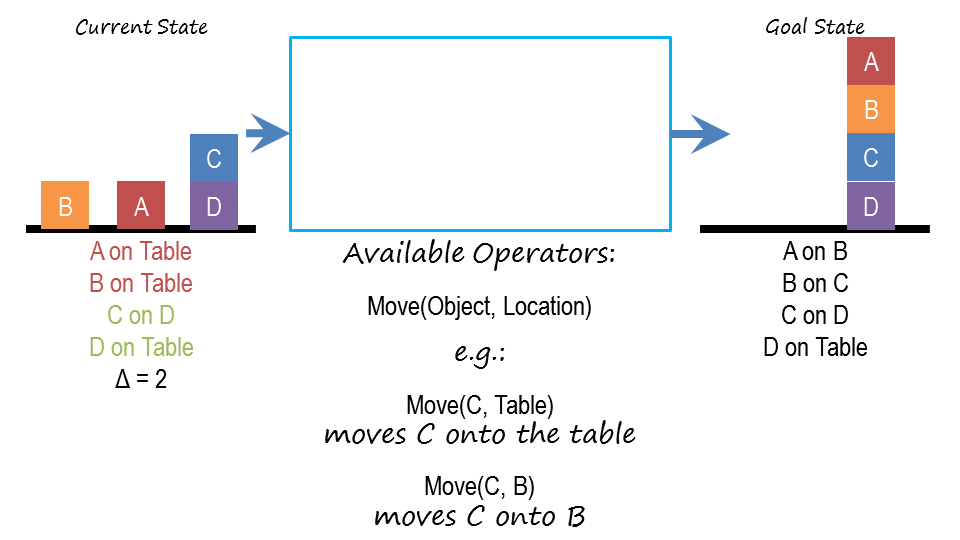 Current State
Goal State
A
B
C
C
B
A
D
D
A on Table
B on Table
C on D
D on Table
Δ = 2
Available Operators:
Move(Object, Location)
e.g.:
Move(C, Table)
moves C onto the table
Move(C, B)
moves C onto B
A on B
B on C
C on D
D on Table